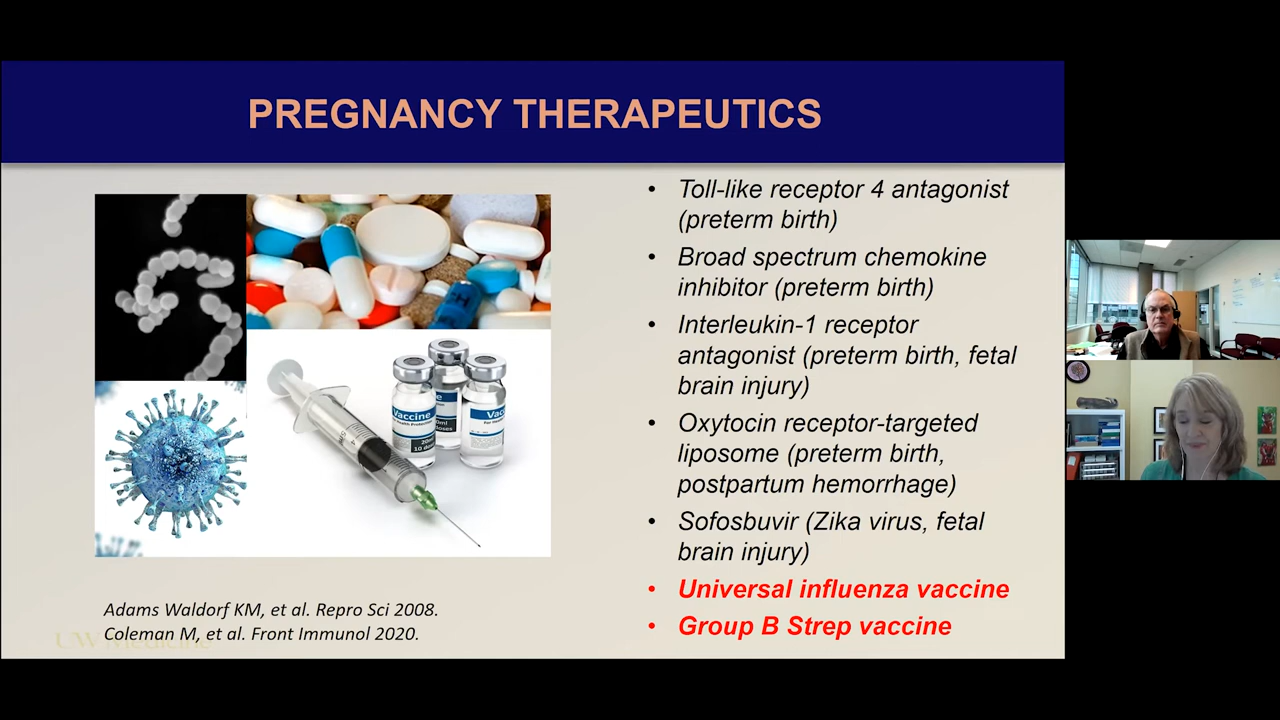 PREGNANCY THERAPEUTICS
• Toll-like receptor 4 antagonist
(preterm birth)
• Broad spectrum chemokine
inhibitor (preterm birth)
• Interleukin-1 receptor
antagonist (preterm birth, fetal
brain injury)
• Oxytocin receptor-targeted
liposome (preterm birth,
postpartum hemorrhage)
• Sofosbuvir (Zika virus, fetal
brain injury)
• Universal influenza vaccine
• Group B Strep vaccine
Vaccine
Adams Waldorf KM, et al. Repro Sci 2008.
Coleman M, et al. Front Immunol 2020.
UW Medicine